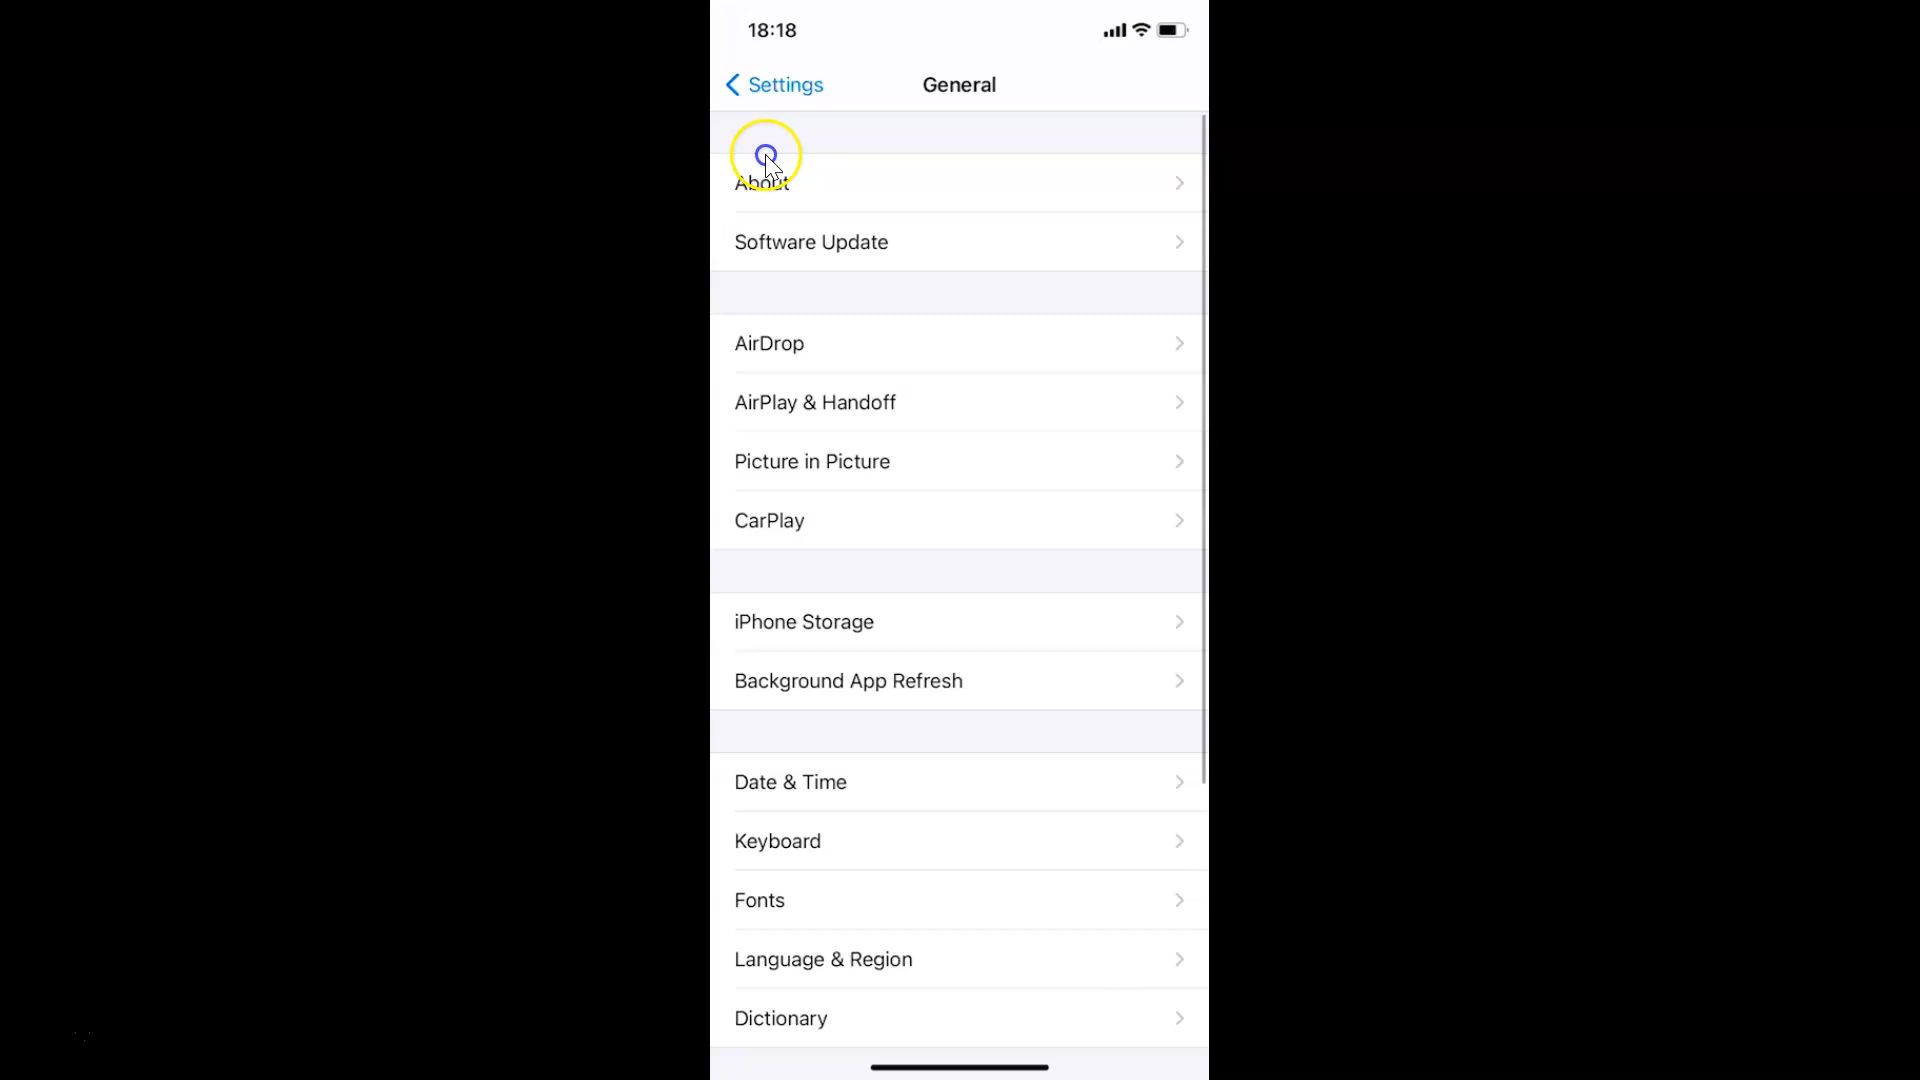 18:18
Settings
General
About
Software Update
AirDrop
AirPlay & Handoff
Picture in Picture
CarPlay
iPhone Storage
Background App Refresh
Date & Time
Keyboard
Fonts
Language & Region
Dictionary